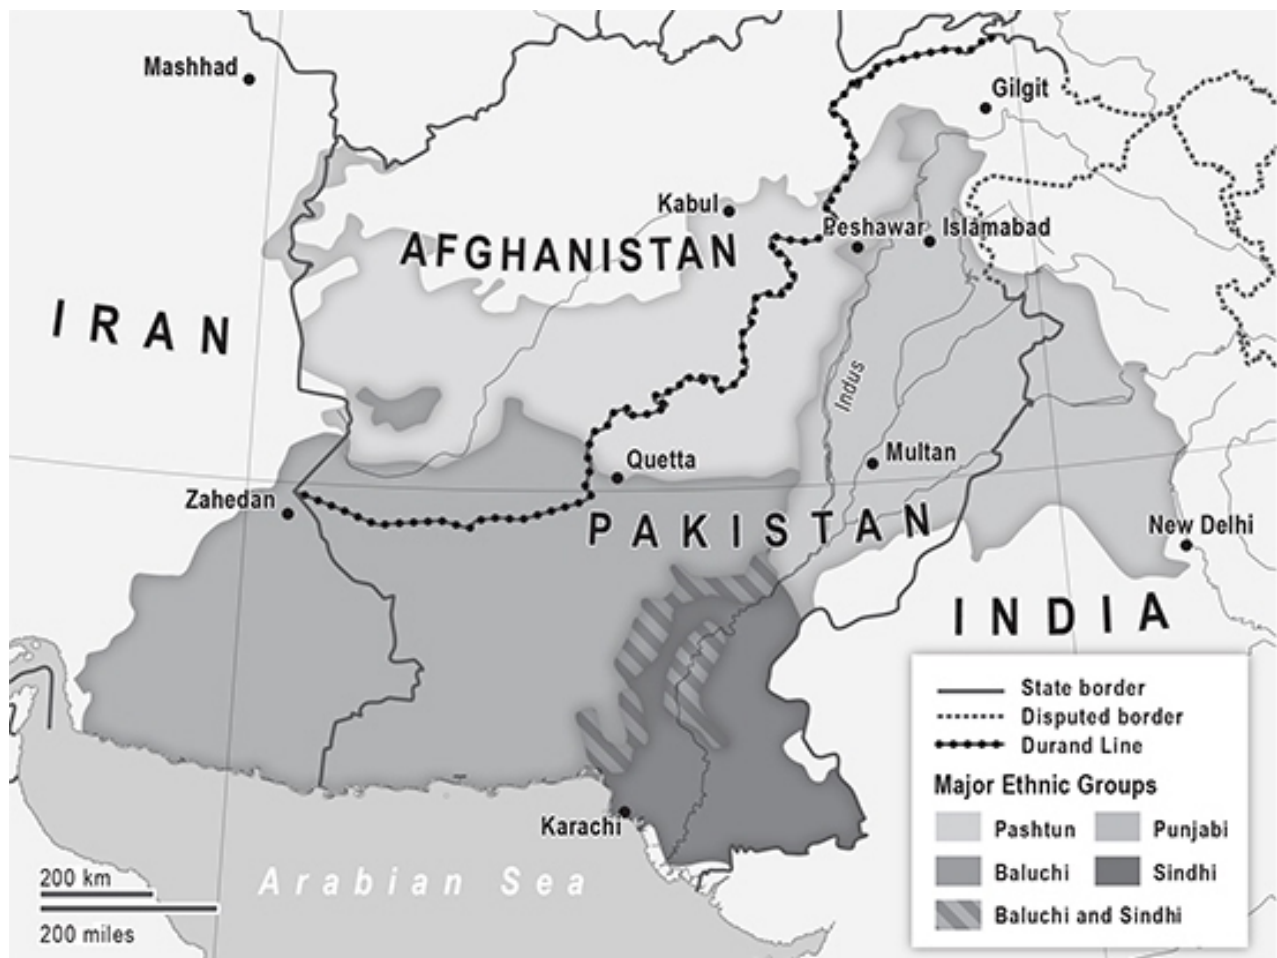 Mashhad
Gilgit
Kabul
AFGHANISTAN
Peshawar
Islamabad
IRAN
Indus
Quetta
Multan
Zahedan
PAKISTAN
New Delhi
INDIA
State border
Disputed border
Durand Line
Major Ethnic Groups
Pashtun
Punjabi
Baluchi
Sindhi
Baluchi and Sindhi
Karachi
Arabian Sea
200 km
200 miles